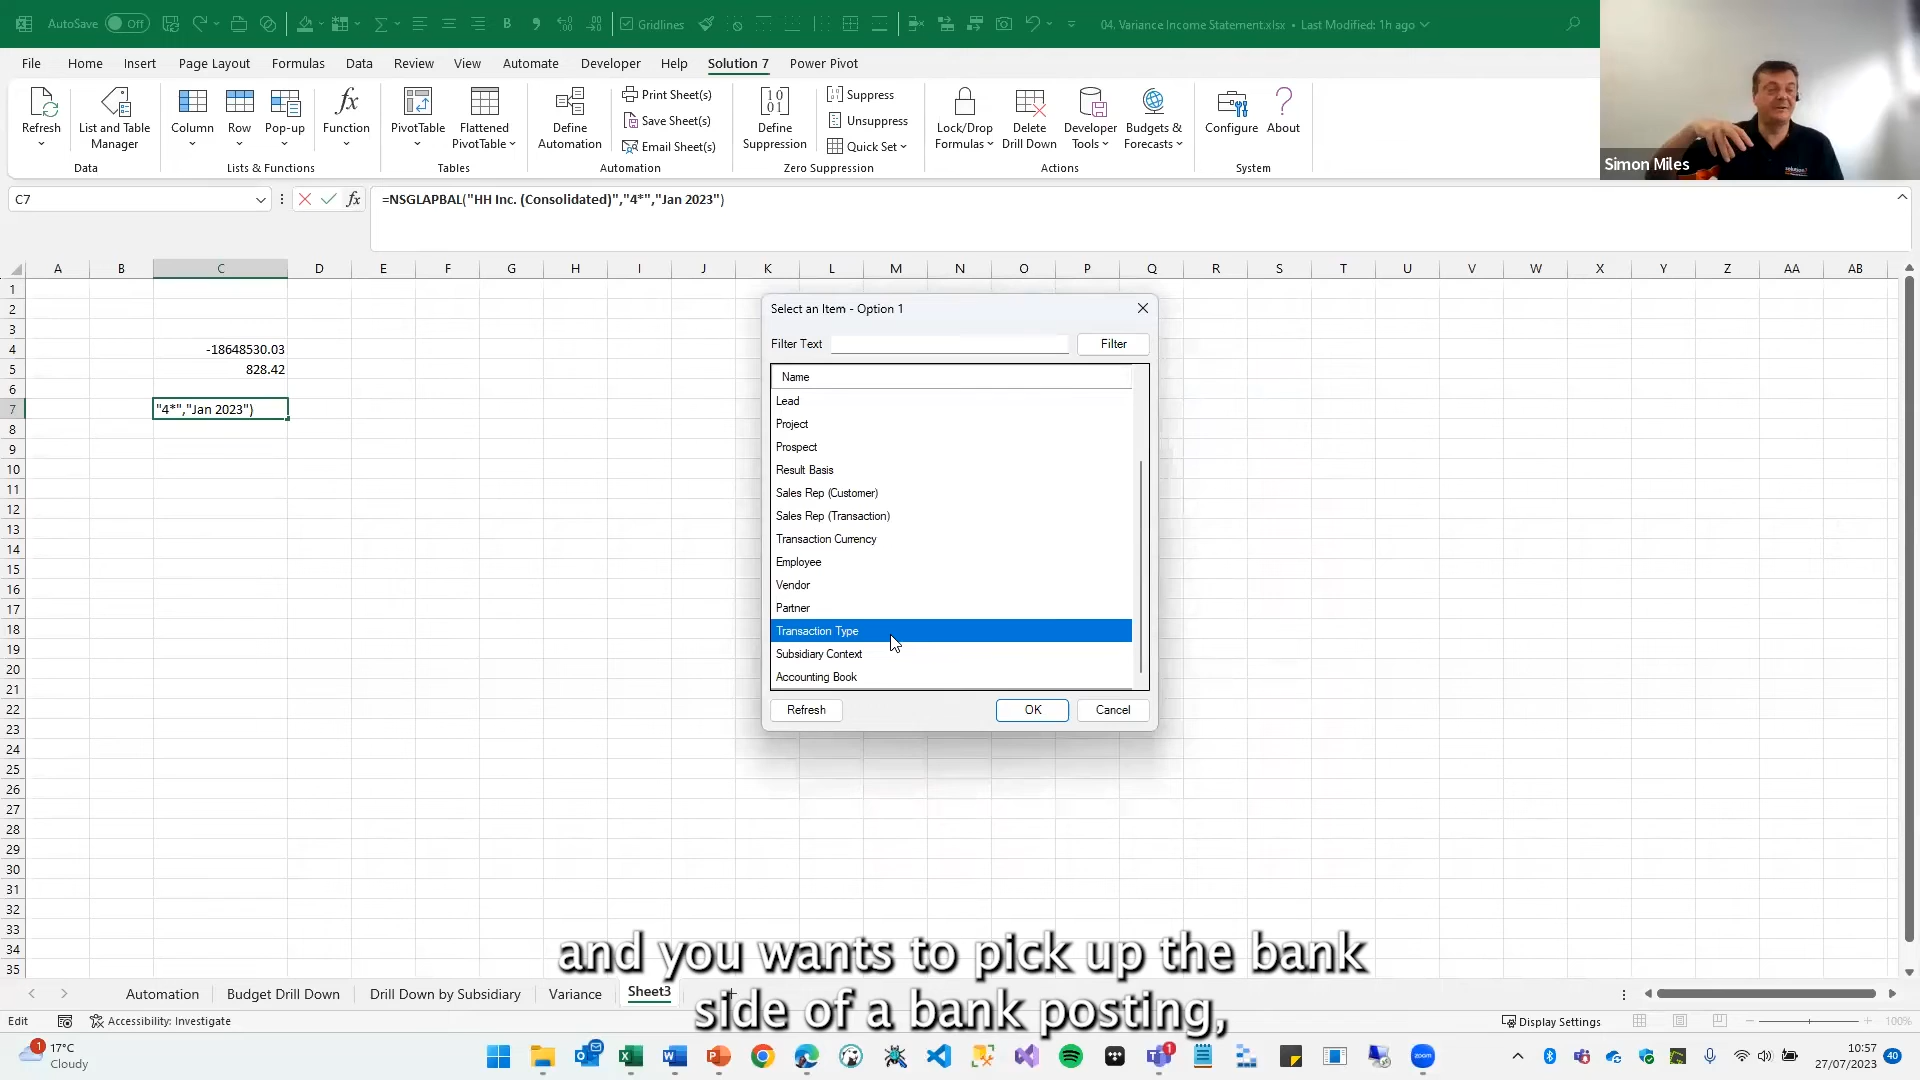 AutoSave Off Gridlines 04. Variance Income Statement.xlsx • Last Modified: 1h ago
File Home Insert Page Layout Formulas Data Review View Automate Developer Help Solution 7 Power Pivot
Refresh
List and Table Manager
Data
Column
Row
Pop-up
Function
Lists & Functions
PivotTable
Flattened PivotTable
Tables
Define Automation
Print Sheet(s)
Save Sheet(s)
Email Sheet(s)
Automation
Define Suppression
Suppress
Unsuppress
Quick Set
Zero Suppression
Lock/Drop Formulas
Delete Drill Down
Developer Tools
Budgets & Forecasts
Actions
Configure
About
System
Simon Miles
C7 fx =NSGLAPBAL("HH Inc. (Consolidated)","4*","Jan 2023")
A B C D E F G H I J K L M N O P Q R S T U V W X Y Z AA AB
1
2
3
4 -18648530.03
5 828.42
6
7 "4*","Jan 2023")
8
9
10
11
12
13
14
15
16
17
18
19
20
21
22
23
24
25
26
27
28
29
30
31
32
33
34
35
Select an Item - Option 1
Filter Text Filter
Name
Lead
Project
Prospect
Result Basis
Sales Rep (Customer)
Sales Rep (Transaction)
Transaction Currency
Employee
Vendor
Partner
Transaction Type
Subsidiary Context
Accounting Book
Refresh OK Cancel
and you wants to pick up the bank
side of a bank posting,
Automation Budget Drill Down Drill Down by Subsidiary Variance Sheet3
Edit Accessibility: Investigate Display Settings 100%
1 17°C
Cloudy
zoom
1
10:57
27/07/2023
40